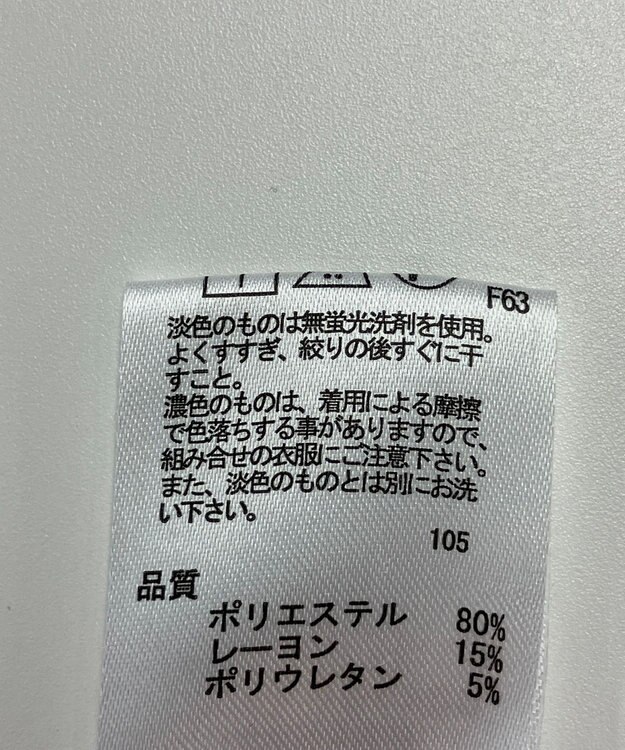 F63
淡色のものは無蛍光洗剤を使用。
よくすすぎ、絞りの後すぐに干
すこと。
濃色のものは、着用による摩擦
で色落ちする事がありますので、
組み合せの衣服にご注意下さい。
また、淡色のものとは別にお洗
い下さい。
105
品質
ポリエステル 80%
レーヨン 15%
ポリウレタン 5%